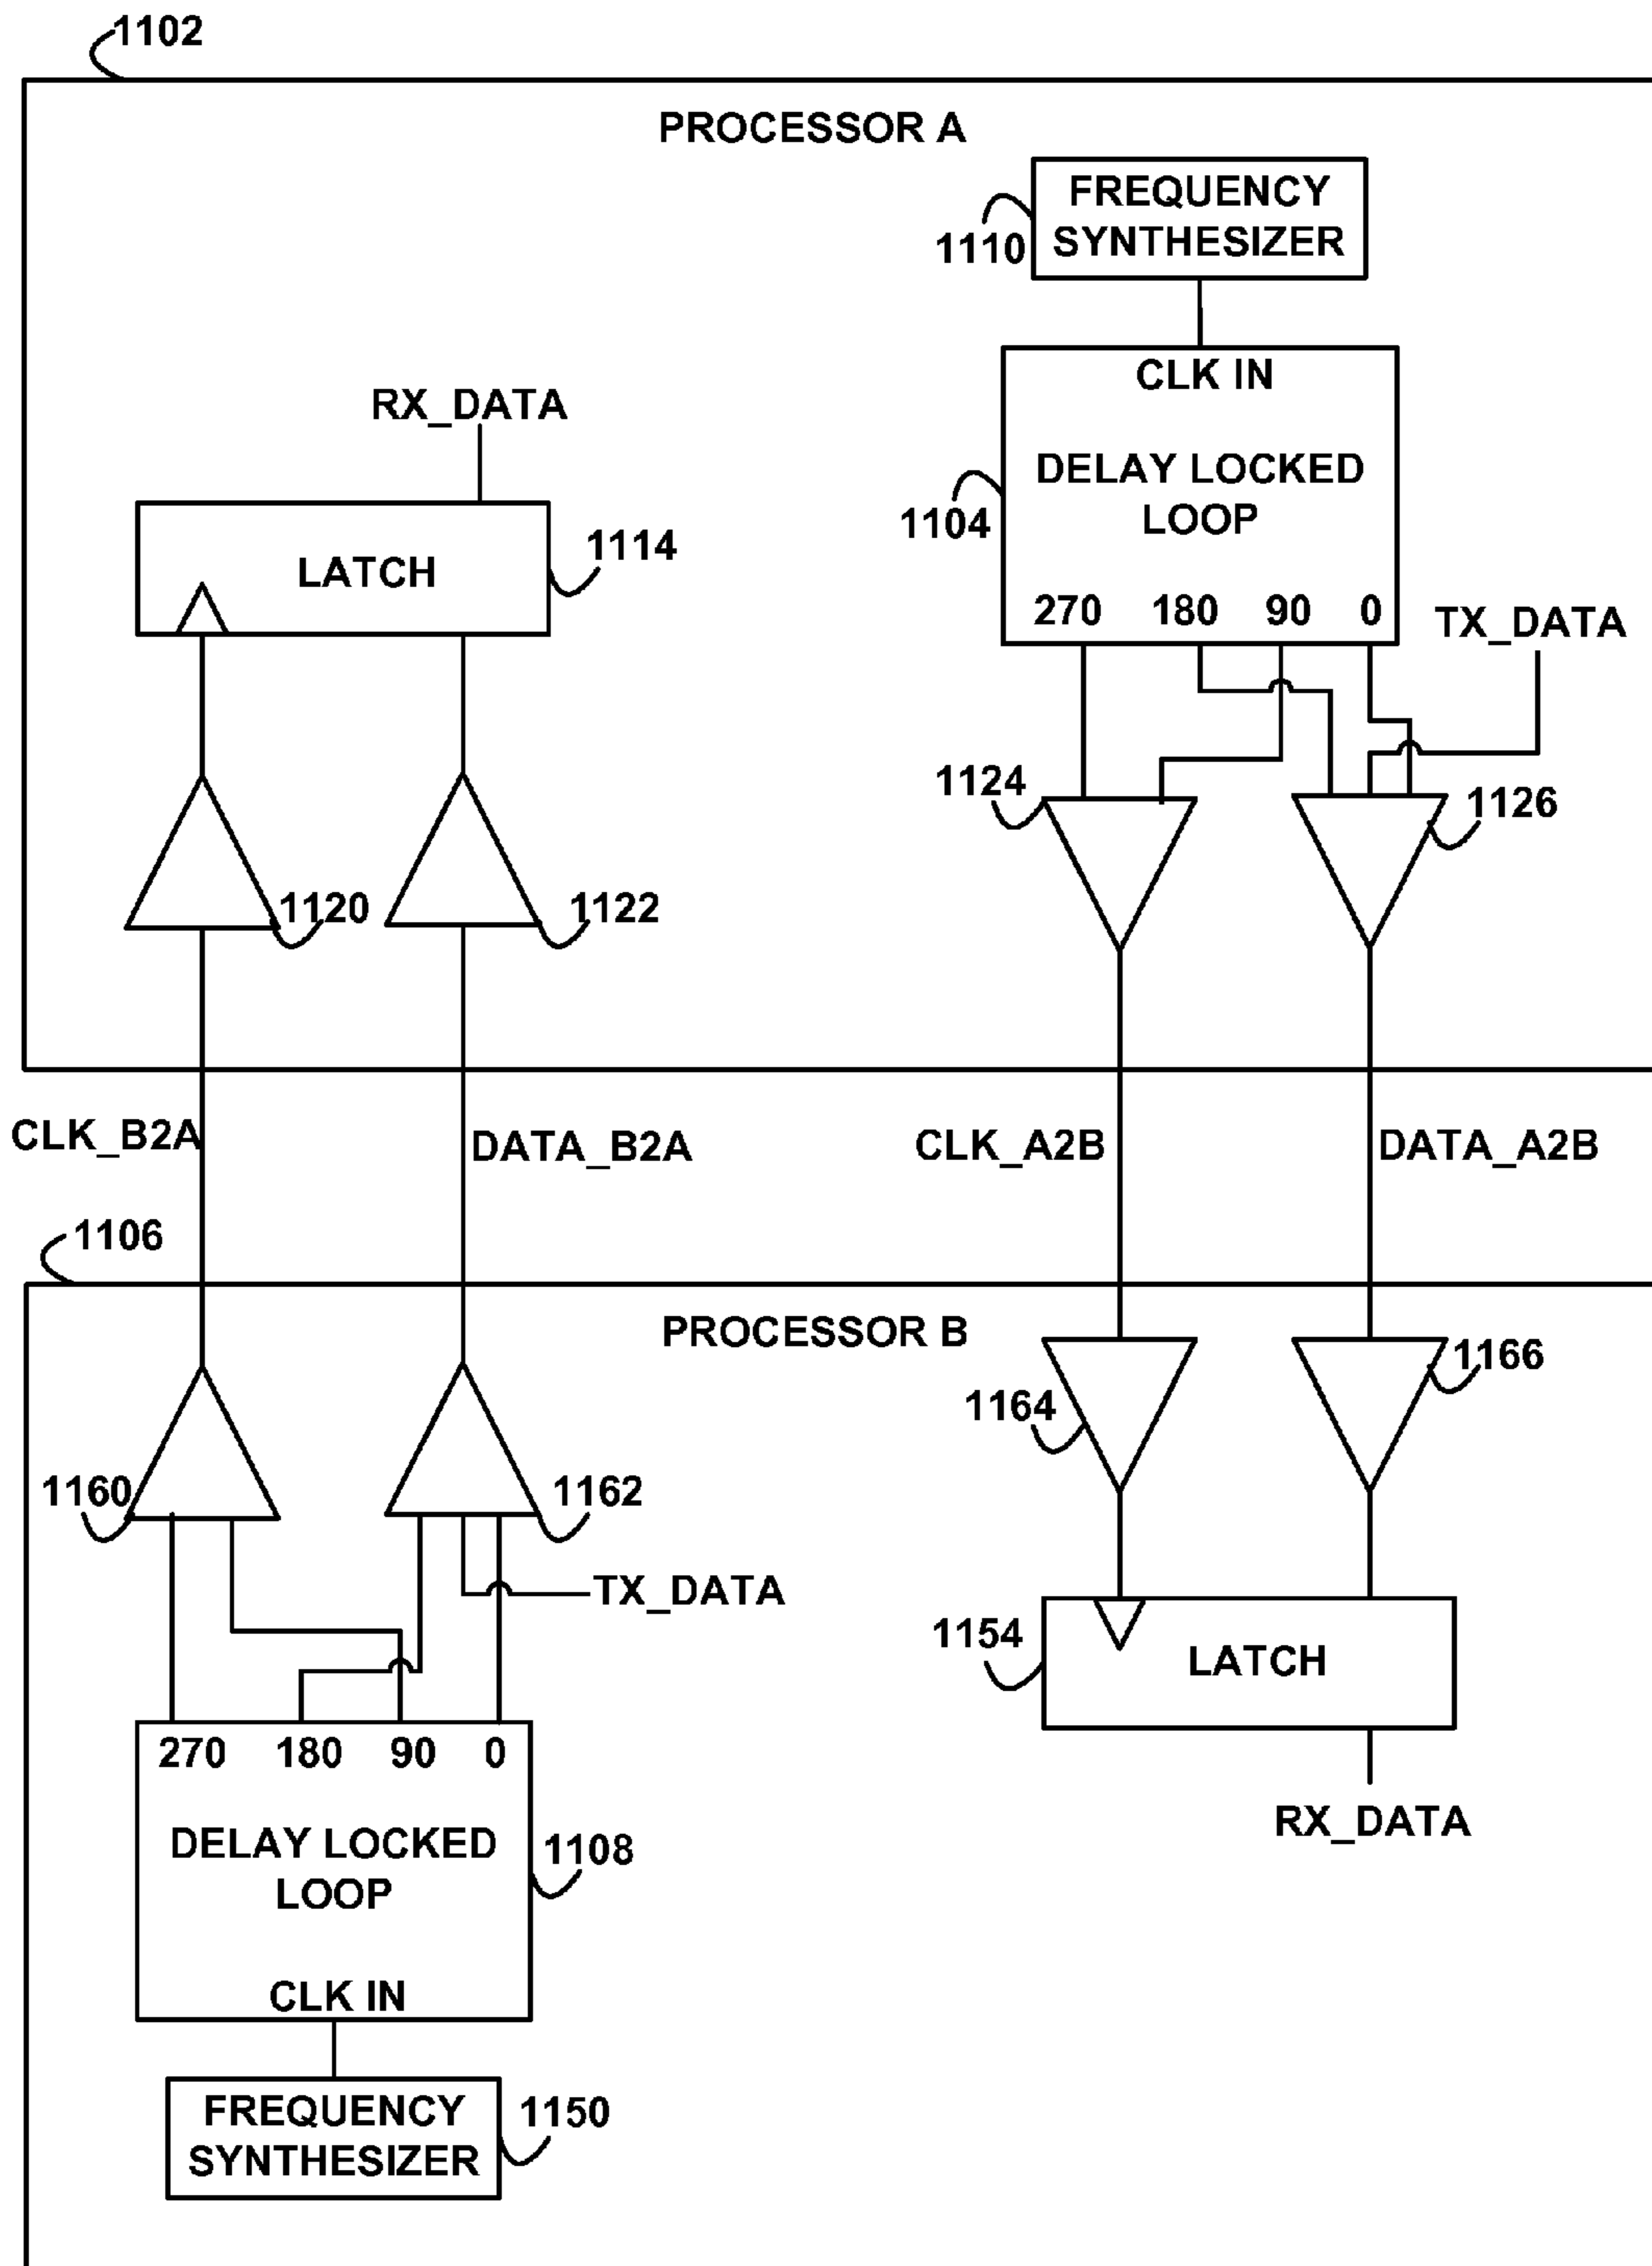 1102
PROCESSOR A
FREQUENCY
SYNTHESIZER
1110
CLK IN
RX_DATA
DELAY LOCKED
LOOP
1104
1114
LATCH
270 180 90 0
TX_DATA
1124
1126
1120
1122
CLK_B2A
DATA_B2A
CLK_A2B
DATA_A2B
1106
PROCESSOR B
1166
1164
1160
1162
TX_DATA
1154
LATCH
270 180 90 0
RX_DATA
DELAY LOCKED
LOOP
1108
CLK IN
FREQUENCY
SYNTHESIZER
1150